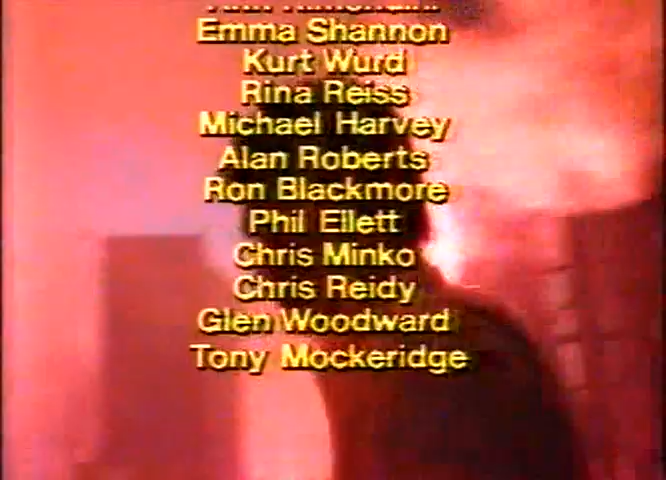 Emma Shannon
Kurt Wurd
Rina Reiss
Michael Harvey
Alan Roberts
Ron Blackmore
Phil Ellett
Chris Minko
Chris Reidy
Glen Woodward
Tony Mockeridge